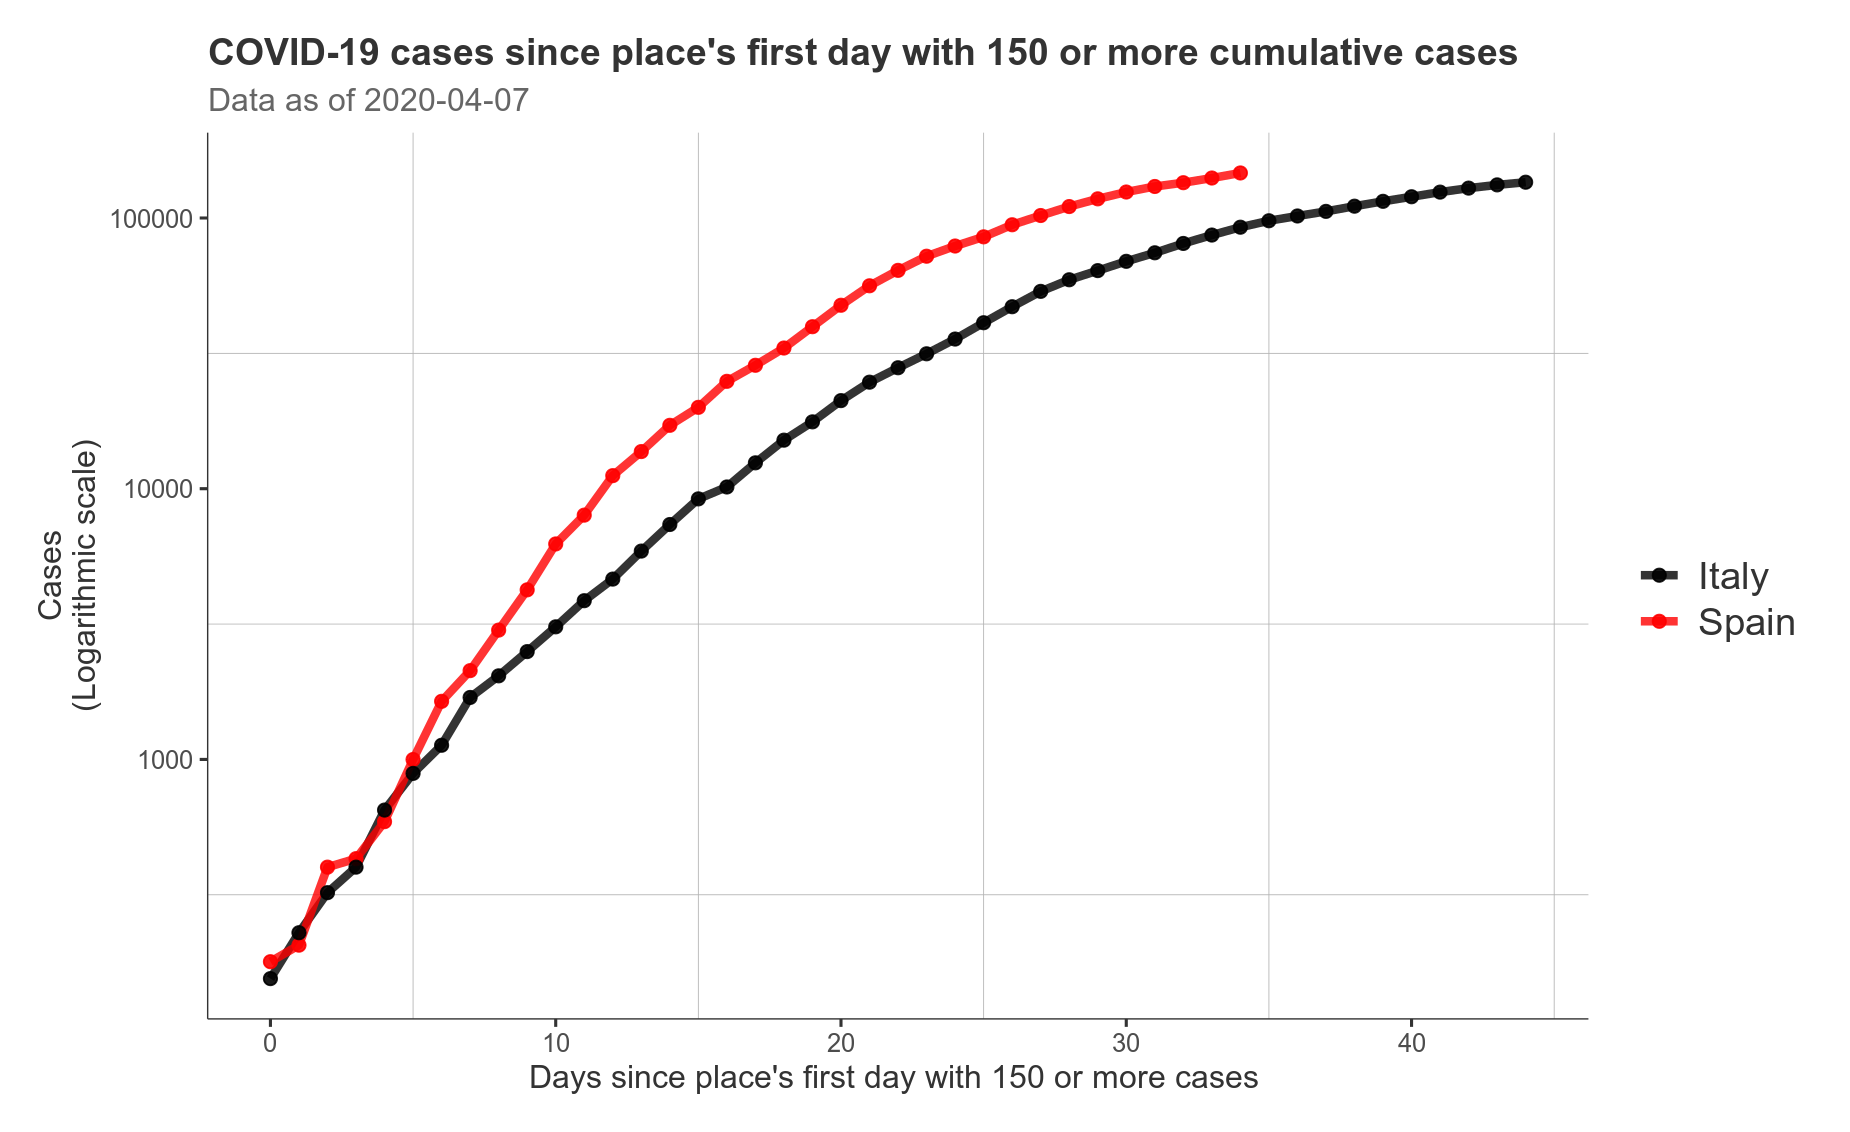 COVID-19 cases since place's first day with 150 or more cumulative cases
Data as of 2020-04-07
100000
10000
1000
Cases
(Logarithmic scale)
0
10
20
30
40
Days since place's first day with 150 or more cases
Italy
Spain